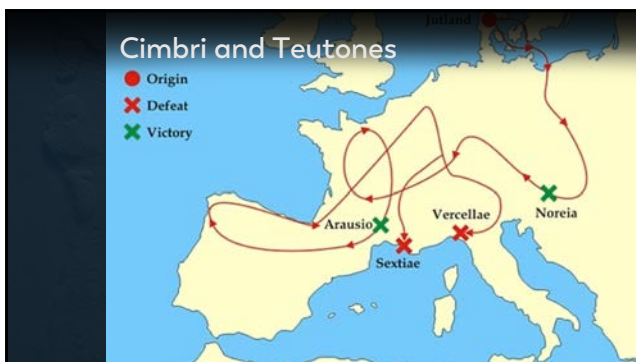 Jutland
Cimbri and Teutones
Origin
Defeat
Victory
Arausio
Vercellae
Noreia
Sextiae